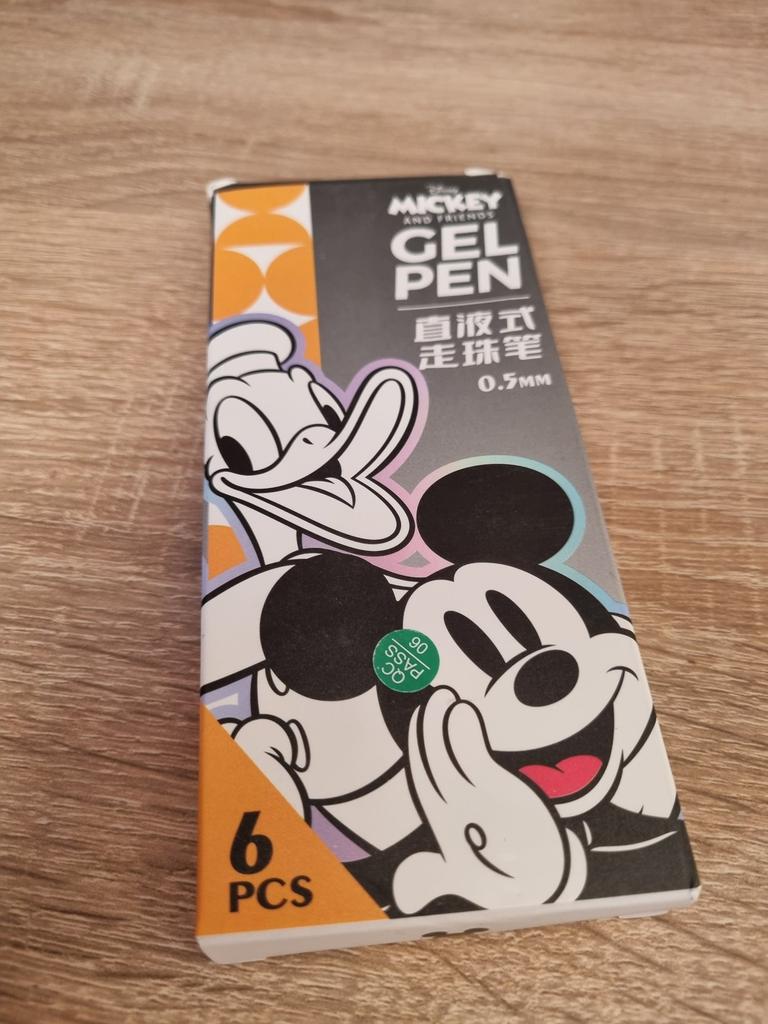 Disney
MICKEY
AND FRIENDS
GEL
PEN
直液式
走珠笔
0.5MM
QC
PASS
06
6
PCS